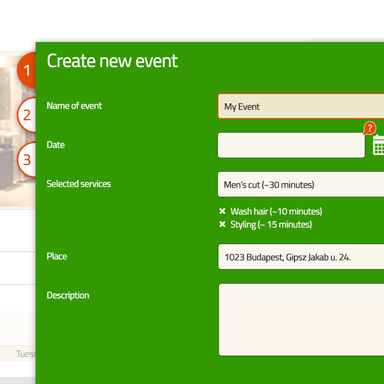 Create new event
1
Name of event
My Event
2
?
Date
3
Selected services
Men's cut (~30 minutes)
Wash hair (~10 minutes)
Styling (~ 15 minutes)
Place
1023 Budapest, Gipsz Jakab u. 24.
Description